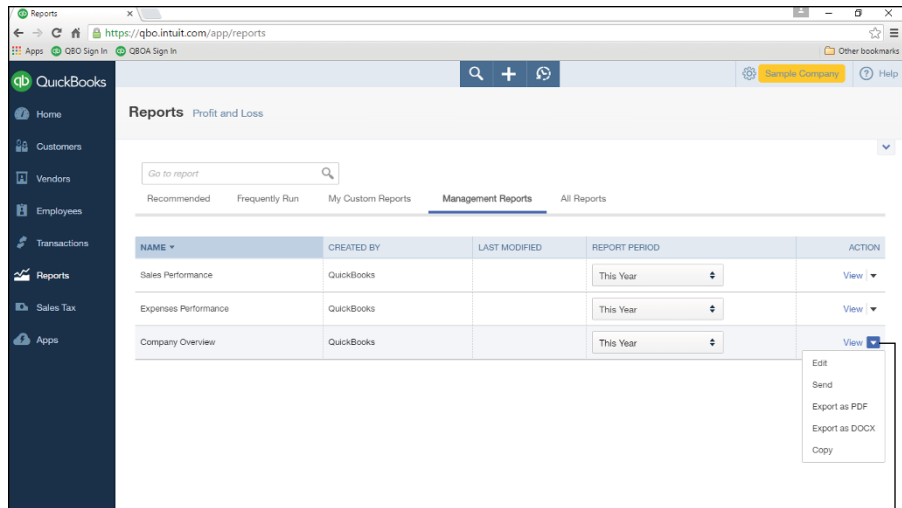 Reports
https://qbo.intuit.com/app/reports
Apps QBO Sign In QBOA Sign In Other bookmarks
qb QuickBooks Sample Company ? Help
Home
Customers
Vendors
Employees
Transactions
Reports
Sales Tax
Apps
Reports Profit and Loss
Go to report
Recommended Frequently Run My Custom Reports Management Reports All Reports
NAME CREATED BY LAST MODIFIED REPORT PERIOD ACTION
Sales Performance QuickBooks This Year View
Expenses Performance QuickBooks This Year View
Company Overview QuickBooks This Year View
Edit
Send
Export as PDF
Export as DOCX
Copy